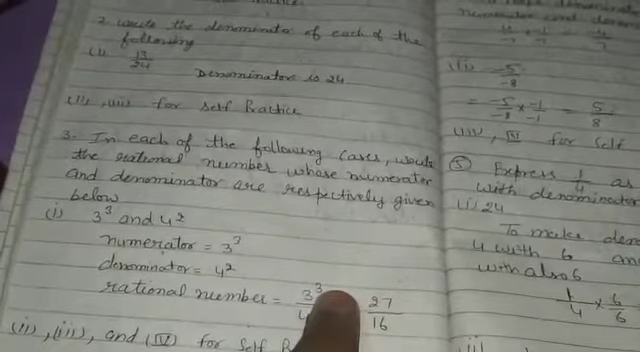 2. Write the denominator of each of the
following
(i) 13/24
Denominator is 24
(ii), (iii) for Self Practice
3. In each of the following cases, write
the rational number whose numerator
and denominator are respectively given
below
(i) 3³ and 4²
numerator = 3³
denominator = 4²
rational number = 3³ 27/16
(ii), (iii), and (iv) for Self
numerator and
(ii) -5/-8
= -5/-8 × -1/-1 = 5/8
for Self
⑤ Express 1/4 as
with denominator
(i) 24
To make
4 with 6 and
with also 6
1/4 × 6/6